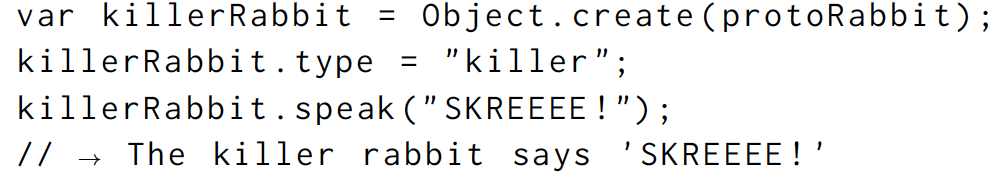 var killerRabbit = Object.create(protoRabbit);
killerRabbit.type = "killer";
killerRabbit.speak("SKREEEE!");
// → The killer rabbit says 'SKREEEE!'